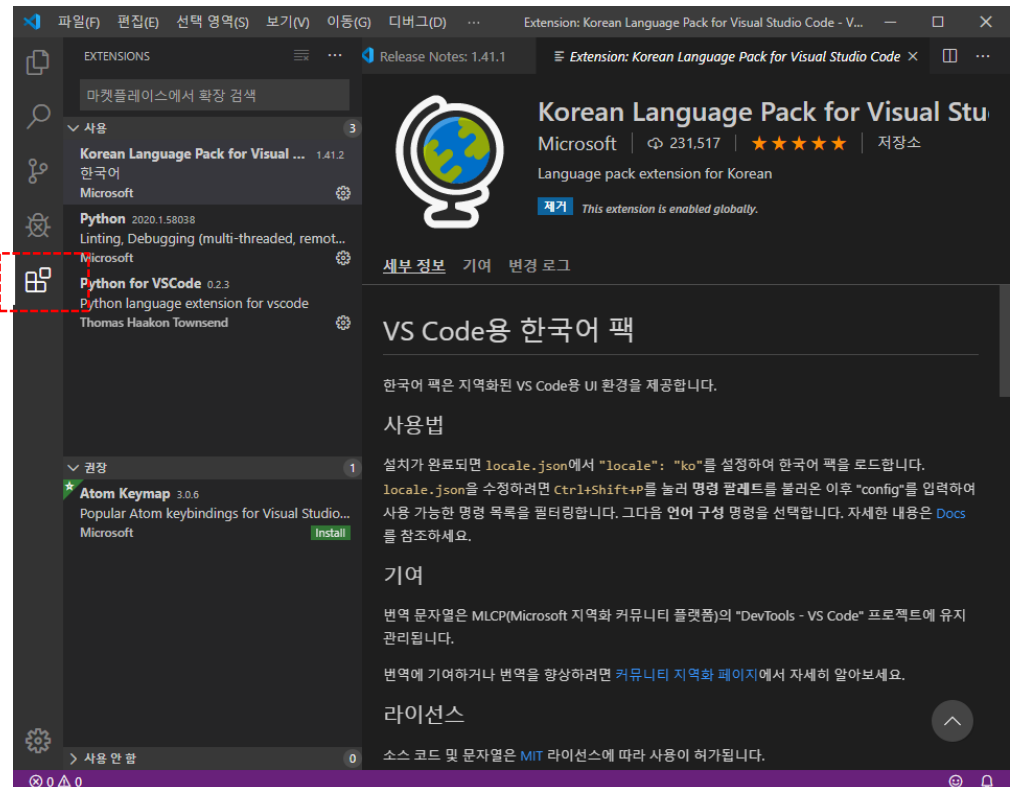 파일(F) 편집(E) 선택 영역(S) 보기(V) 이동(G) 디버그(D) ... Extension: Korean Language Pack for Visual Studio Code - V...
EXTENSIONS
마켓플레이스에서 확장 검색
사용 3
Korean Language Pack for Visual ... 1.41.2
한국어
Microsoft
Python 2020.1.58038
Linting, Debugging (multi-threaded, remot...
Microsoft
Python for VSCode 0.2.3
Python language extension for vscode
Thomas Haakon Townsend
권장 1
Atom Keymap 3.0.6
Popular Atom keybindings for Visual Studio...
Microsoft Install
사용 안 함 0
Release Notes: 1.41.1 Extension: Korean Language Pack for Visual Studio Code
Korean Language Pack for Visual Stu
Microsoft 231,517 ★★★★★ 저장소
Language pack extension for Korean
제거 This extension is enabled globally.
세부 정보 기여 변경 로그
VS Code용 한국어 팩
한국어 팩은 지역화된 VS Code용 UI 환경을 제공합니다.
사용법
설치가 완료되면 locale.json에서 "locale": "ko"를 설정하여 한국어 팩을 로드합니다.
locale.json을 수정하려면 Ctrl+Shift+P를 눌러 명령 팔레트를 불러온 이후 "config"를 입력하여
사용 가능한 명령 목록을 필터링합니다. 그다음 언어 구성 명령을 선택합니다. 자세한 내용은 Docs
를 참조하세요.
기여
번역 문자열은 MLCP(Microsoft 지역화 커뮤니티 플랫폼)의 "DevTools - VS Code" 프로젝트에 유지
관리됩니다.
번역에 기여하거나 번역을 향상하려면 커뮤니티 지역화 페이지에서 자세히 알아보세요.
라이선스
소스 코드 및 문자열은 MIT 라이선스에 따라 사용이 허가됩니다.
0 0